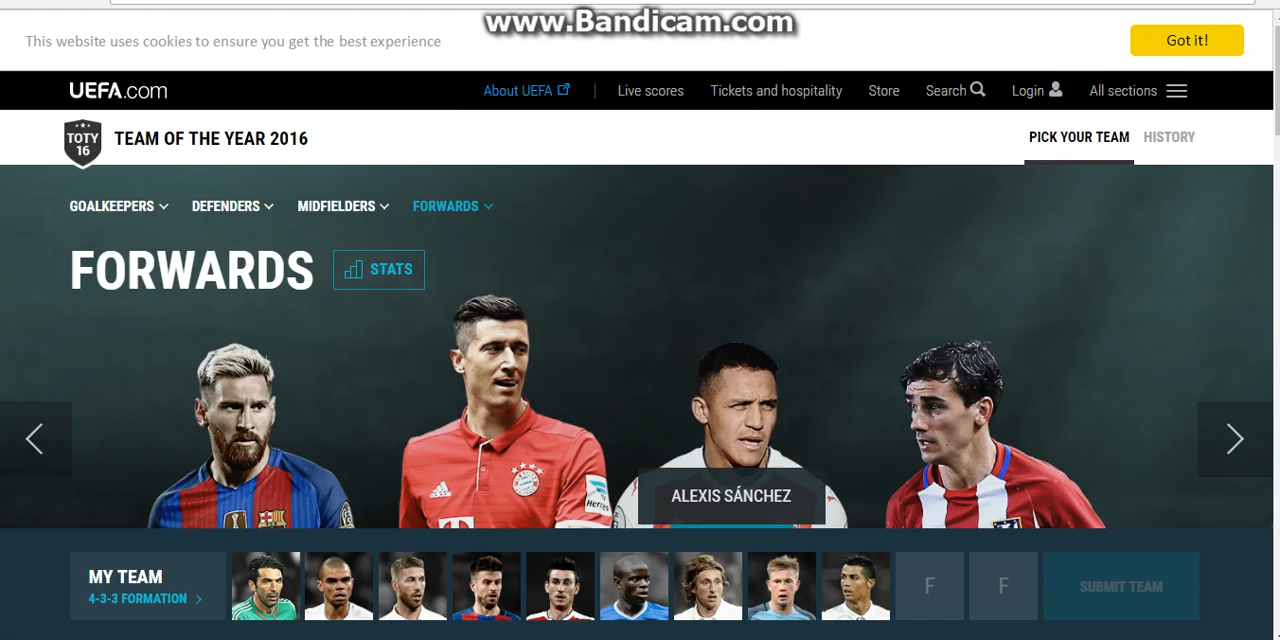 www.Bandicam.com
This website uses cookies to ensure you get the best experience
Got it!
UEFA.com
About UEFA
Live scores
Tickets and hospitality
Store
Search
Login
All sections
TOTY
16
TEAM OF THE YEAR 2016
PICK YOUR TEAM
HISTORY
GOALKEEPERS
DEFENDERS
MIDFIELDERS
FORWARDS
FORWARDS
STATS
ALEXIS SÁNCHEZ
MY TEAM
4-3-3 FORMATION
F
F
SUBMIT TEAM